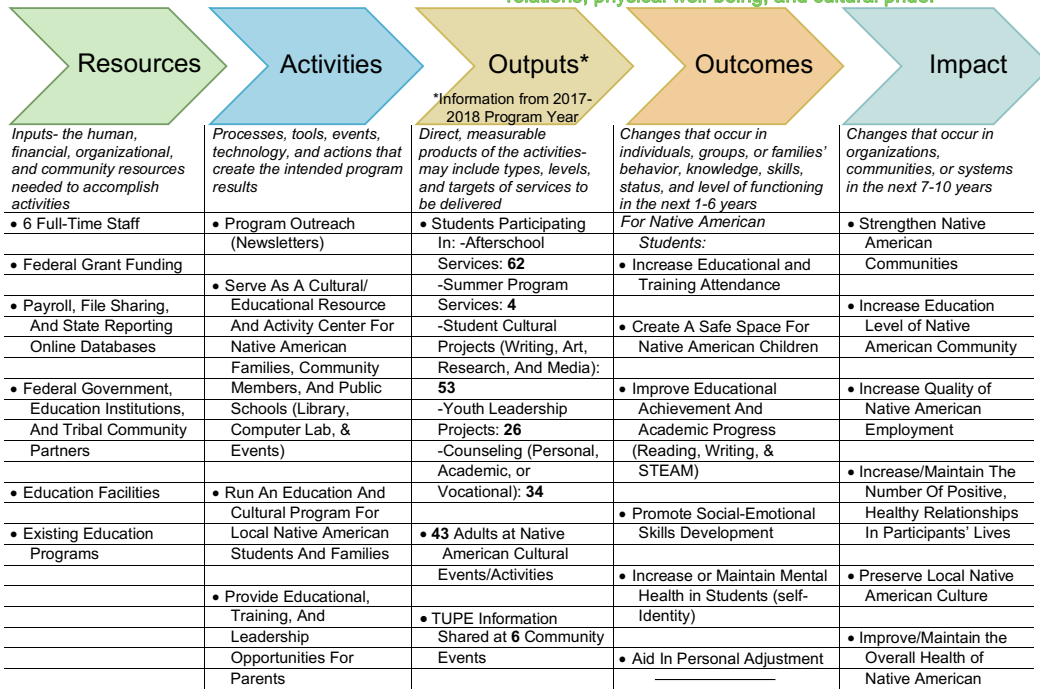 relations, physical well-being, and cultural pride.
Resources
Activities
Outputs*
*Information from 2017-
2018 Program Year
Outcomes
Impact
Inputs- the human,
financial, organizational,
and community resources
needed to accomplish
activities
• 6 Full-Time Staff
• Federal Grant Funding
• Payroll, File Sharing,
And State Reporting
Online Databases
• Federal Government,
Education Institutions,
And Tribal Community
Partners
• Education Facilities
• Existing Education
Programs
Processes, tools, events,
technology, and actions that
create the intended program
results
• Program Outreach
(Newsletters)
• Serve As A Cultural/
Educational Resource
And Activity Center For
Native American
Families, Community
Members, And Public
Schools (Library,
Computer Lab, &
Events)
• Run An Education And
Cultural Program For
Local Native American
Students And Families
• Provide Educational,
Training, And
Leadership
Opportunities For
Parents
Direct, measurable
products of the activities-
may include types, levels,
and targets of services to
be delivered
• Students Participating
In: -Afterschool
Services: 62
-Summer Program
Services: 4
-Student Cultural
Projects (Writing, Art,
Research, And Media):
53
-Youth Leadership
Projects: 26
-Counseling (Personal,
Academic, or
Vocational): 34
• 43 Adults at Native
American Cultural
Events/Activities
• TUPE Information
Shared at 6 Community
Events
Changes that occur in
individuals, groups, or families'
behavior, knowledge, skills,
status, and level of functioning
in the next 1-6 years
For Native American
Students:
• Increase Educational and
Training Attendance
• Create A Safe Space For
Native American Children
• Improve Educational
Achievement And
Academic Progress
(Reading, Writing, &
STEAM)
• Promote Social-Emotional
Skills Development
• Increase or Maintain Mental
Health in Students (self-
Identity)
• Aid In Personal Adjustment
Changes that occur in
organizations,
communities, or systems
in the next 7-10 years
• Strengthen Native
American
Communities
• Increase Education
Level of Native
American Community
• Increase Quality of
Native American
Employment
• Increase/Maintain The
Number Of Positive,
Healthy Relationships
In Participants' Lives
• Preserve Local Native
American Culture
• Improve/Maintain the
Overall Health of
Native American